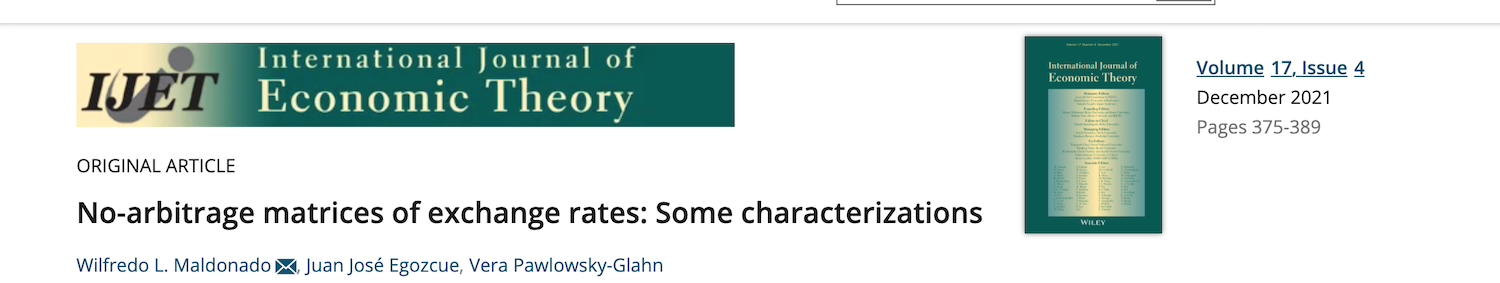 IJET
International Journal of
Economic Theory
International Journal of
Economic Theory
WILEY
Volume 17, Issue 4
December 2021
Pages 375-389
ORIGINAL ARTICLE
No-arbitrage matrices of exchange rates: Some characterizations
Wilfredo L. Maldonado, Juan José Egozcue, Vera Pawlowsky-Glahn